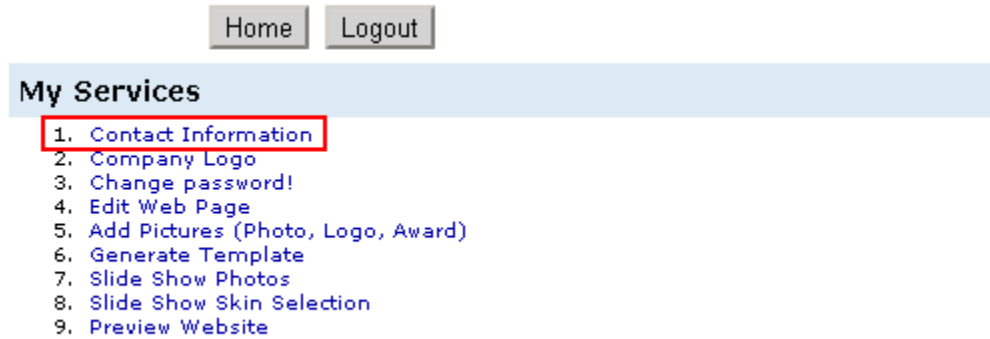 Home Logout
My Services
1. Contact Information
2. Company Logo
3. Change password!
4. Edit Web Page
5. Add Pictures (Photo, Logo, Award)
6. Generate Template
7. Slide Show Photos
8. Slide Show Skin Selection
9. Preview Website